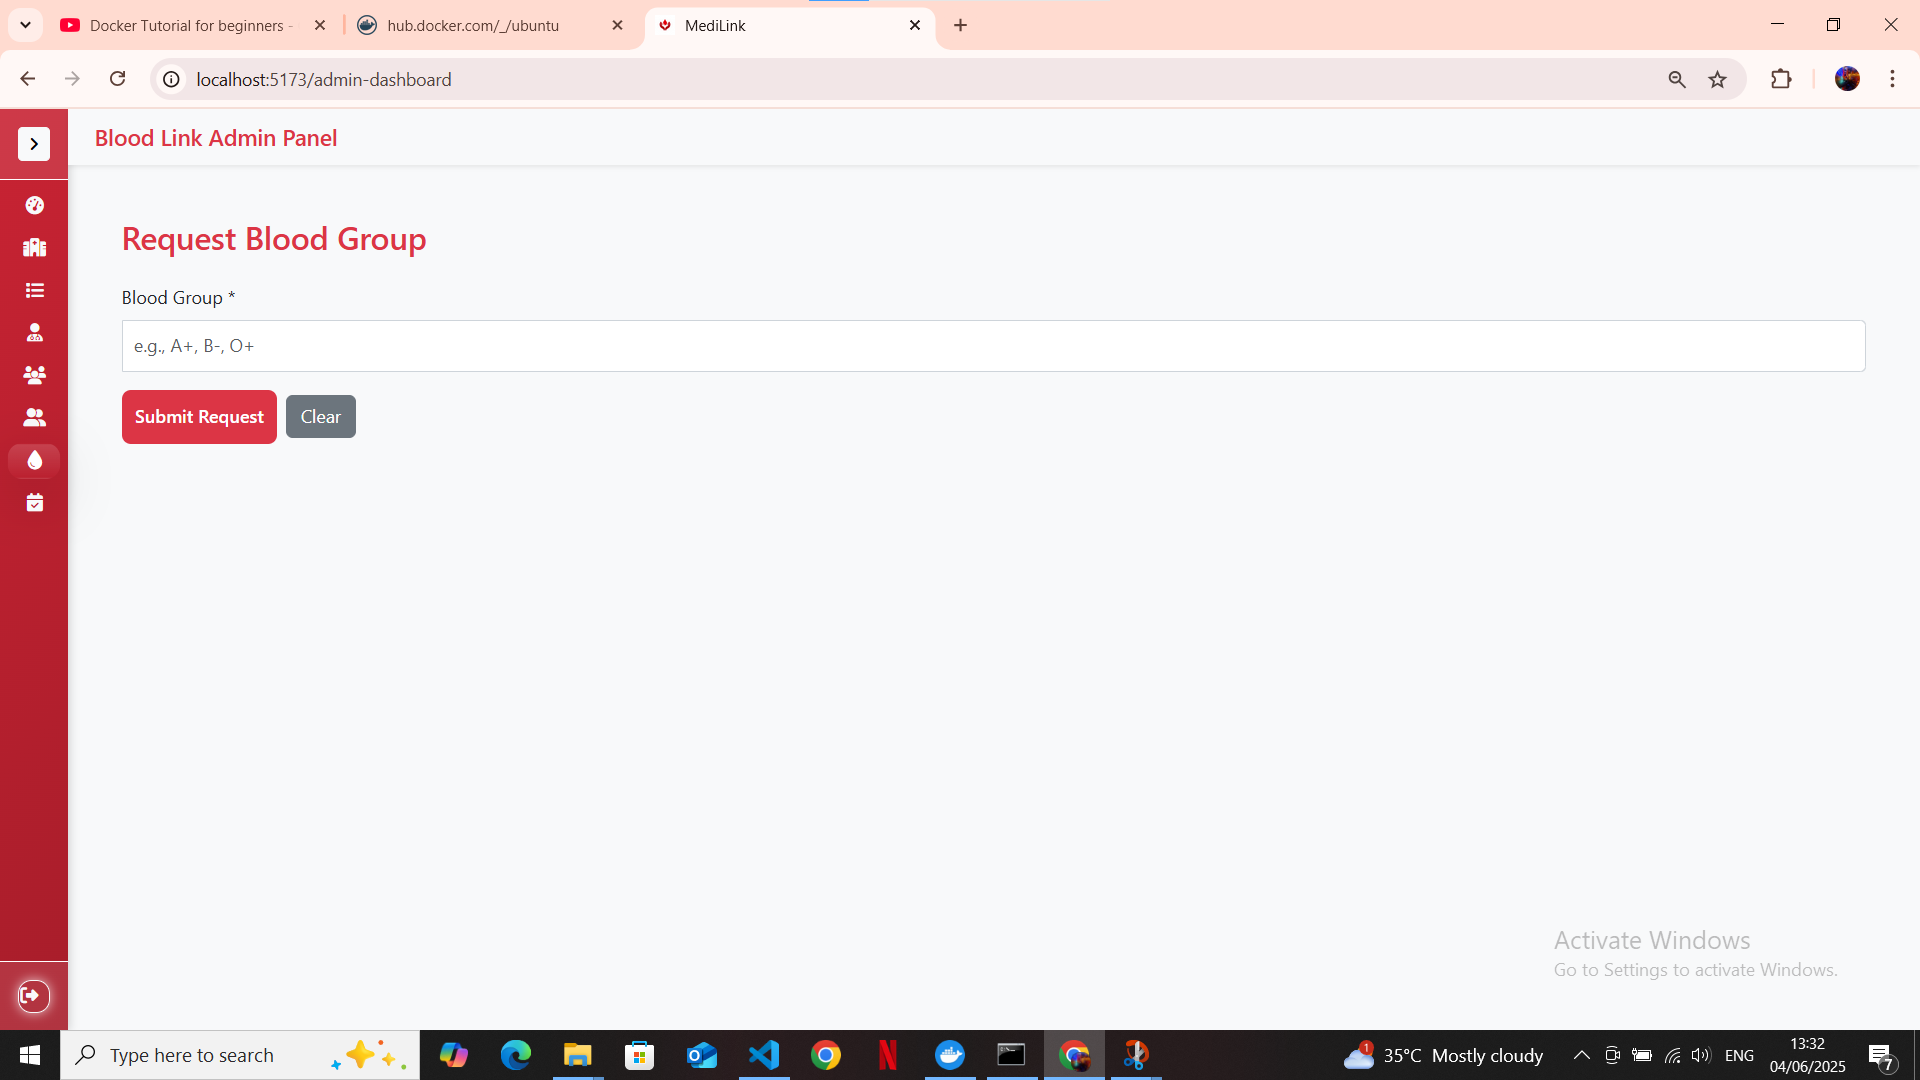 Docker Tutorial for beginners -
hub.docker.com/_/ubuntu
MediLink
localhost:5173/admin-dashboard
Blood Link Admin Panel
Request Blood Group
Blood Group *
e.g., A+, B-, O+
Submit Request
Clear
Activate Windows
Go to Settings to activate Windows.
Type here to search
1
35°C Mostly cloudy
ENG
13:32
04/06/2025
7